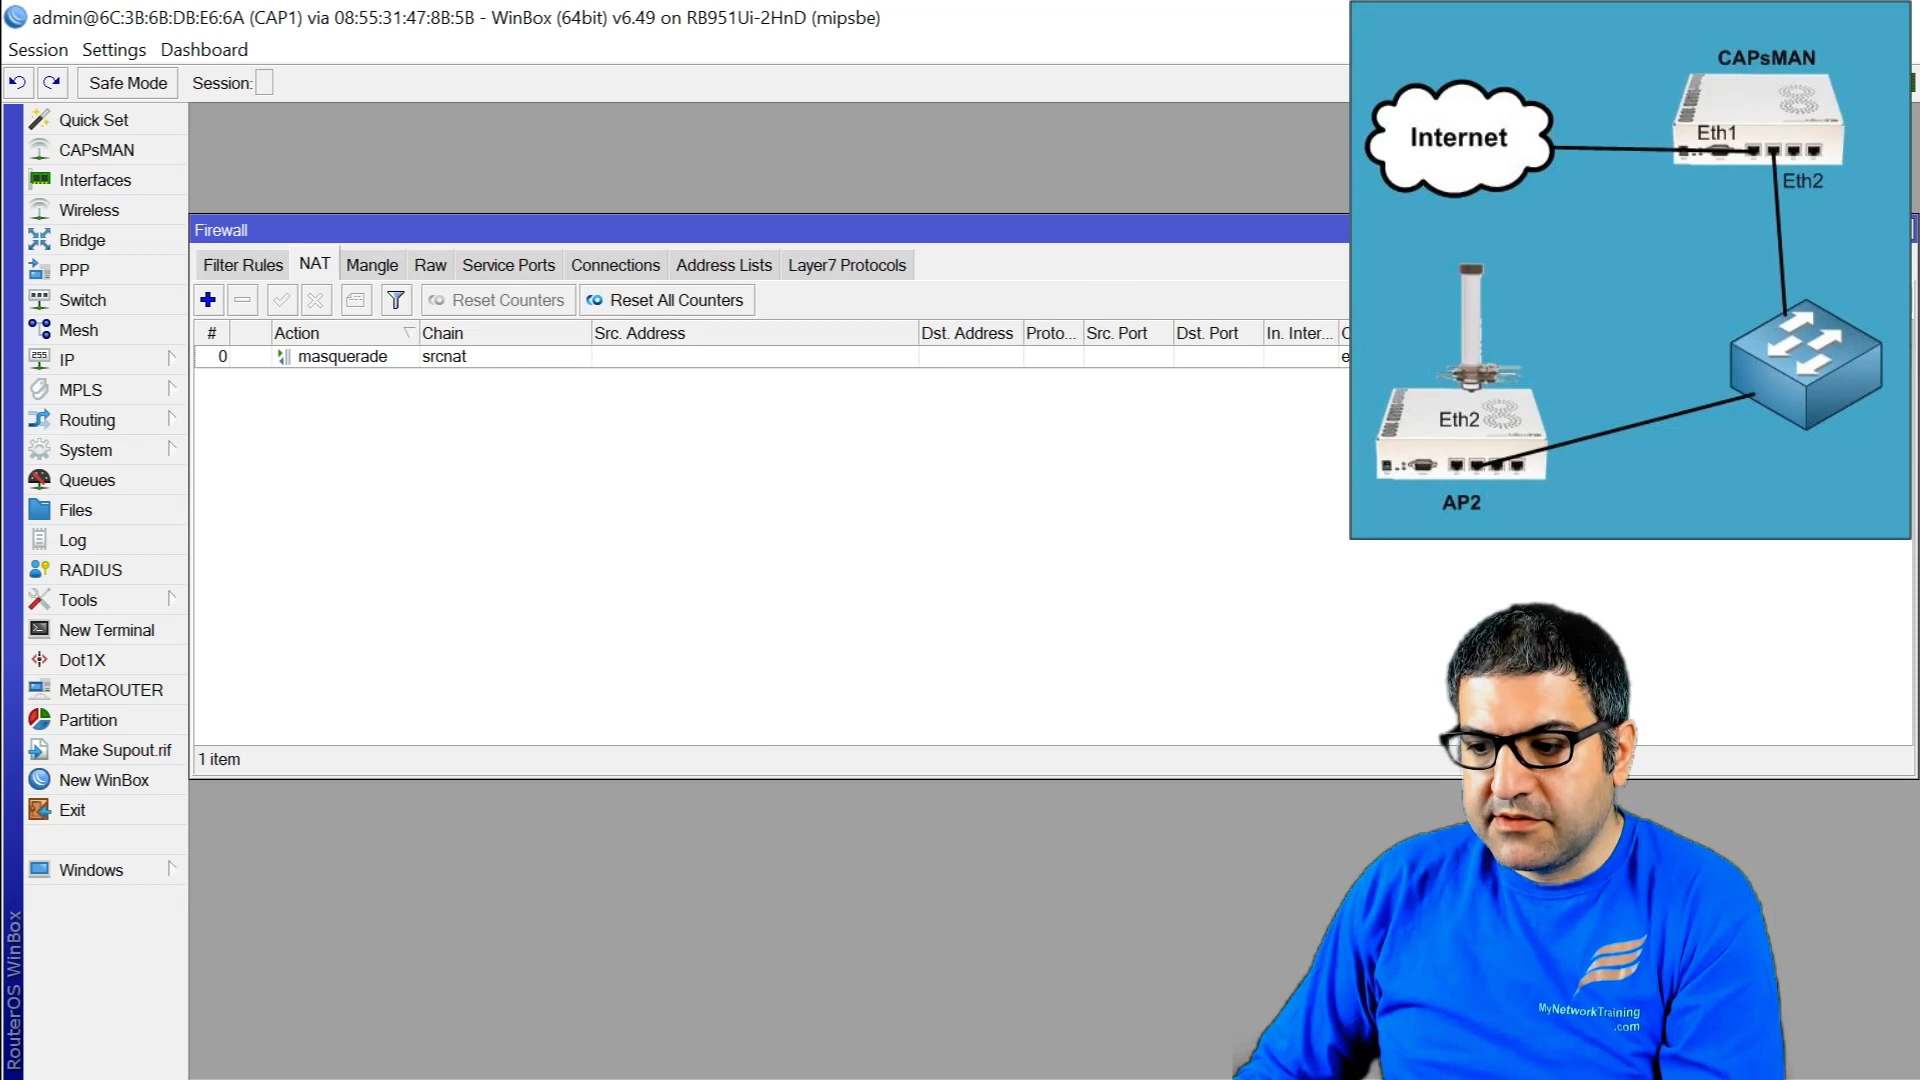 admin@6C:3B:6B:DB:E6:6A (CAP1) via 08:55:31:47:8B:5B - WinBox (64bit) v6.49 on RB951Ui-2HnD (mipsbe)
Session Settings Dashboard
Safe Mode Session:
Quick Set
CAPsMAN
Interfaces
Wireless
Bridge
PPP
Switch
Mesh
IP
MPLS
Routing
System
Queues
Files
Log
RADIUS
Tools
New Terminal
Dot1X
MetaROUTER
Partition
Make Supout.rif
New WinBox
Exit
Windows
RouterOS WinBox
Firewall
Filter Rules NAT Mangle Raw Service Ports Connections Address Lists Layer7 Protocols
Reset Counters Reset All Counters
# Action Chain Src. Address Dst. Address Proto... Src. Port Dst. Port In. Inter...
0 masquerade srcnat
1 item
CAPsMAN
Internet
Eth1
Eth2
Eth2
AP2
MyNetworkTraining
.com